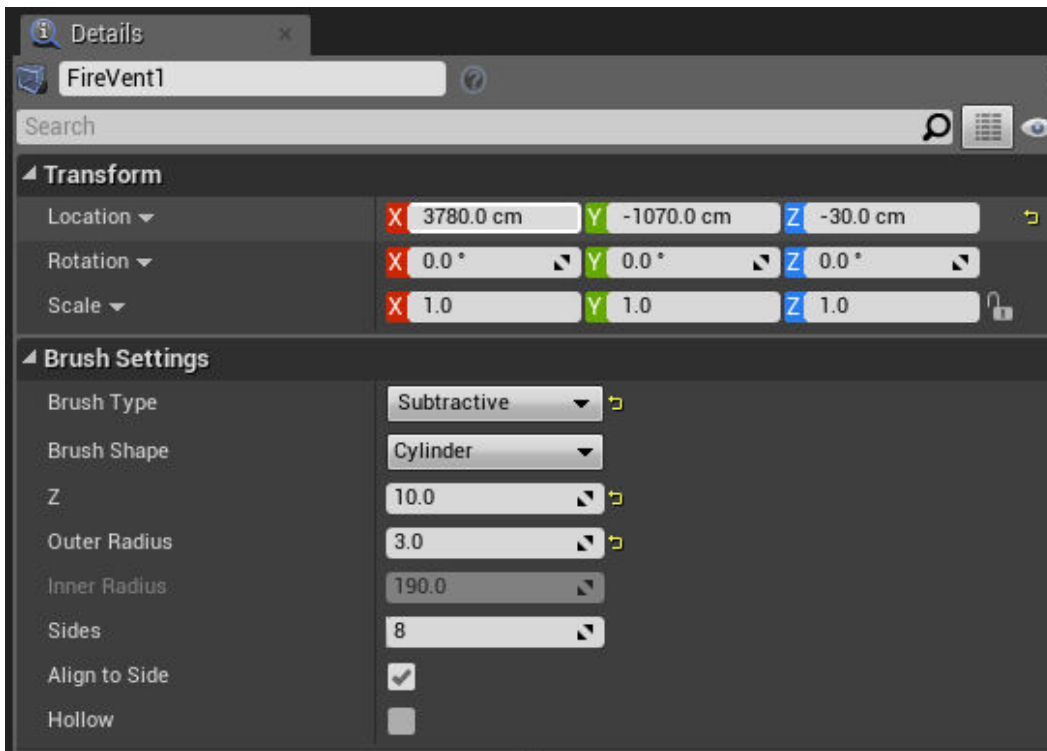 Details
FireVent1
Search
Transform
Location X 3780.0 cm Y -1070.0 cm Z -30.0 cm
Rotation X 0.0 ° Y 0.0 ° Z 0.0 °
Scale X 1.0 Y 1.0 Z 1.0
Brush Settings
Brush Type Subtractive
Brush Shape Cylinder
Z 10.0
Outer Radius 3.0
Inner Radius 190.0
Sides 8
Align to Side
Hollow